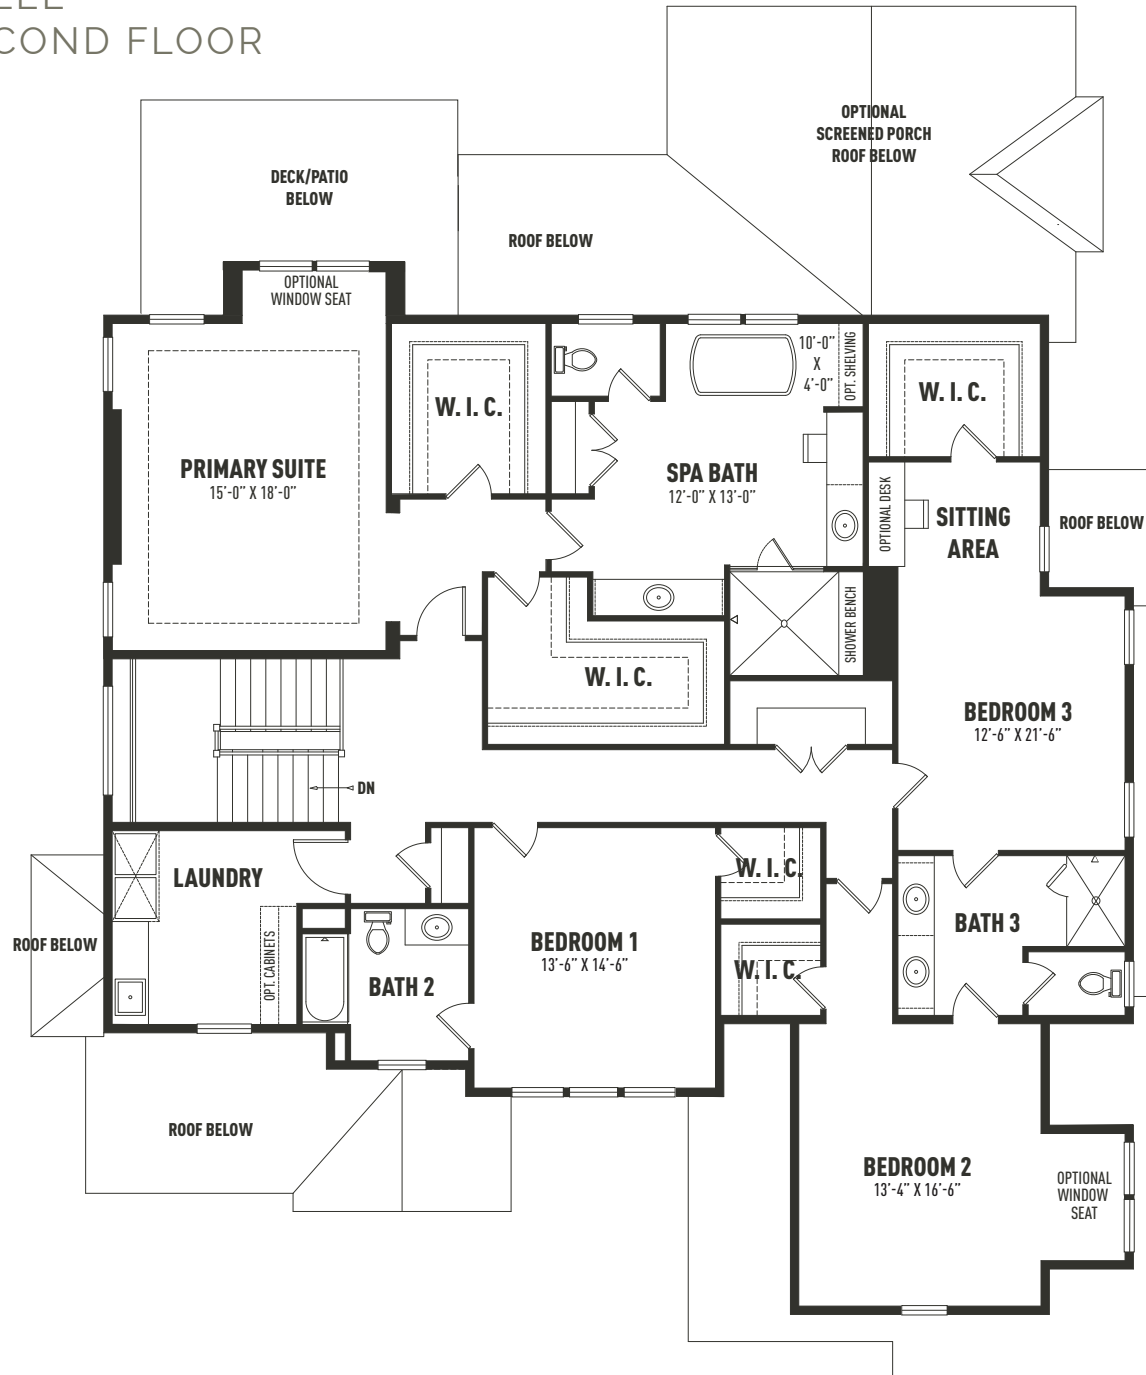 SECOND FLOOR
OPTIONAL
SCREENED PORCH
ROOF BELOW
DECK/PATIO
BELOW
ROOF BELOW
OPTIONAL
WINDOW SEAT
10'-0"
X
4'-0"
OPT. SHELVING
W. I. C.
W. I. C.
PRIMARY SUITE
15'-0" X 18'-0"
SPA BATH
12'-0" X 13'-0"
OPTIONAL DESK
SITTING
AREA
ROOF BELOW
SHOWER BENCH
W. I. C.
BEDROOM 3
12'-6" X 21'-6"
DN
LAUNDRY
W. I. C.
ROOF BELOW
OPT. CABINETS
BATH 2
BEDROOM 1
13'-6" X 14'-6"
W. I. C.
BATH 3
ROOF BELOW
BEDROOM 2
13'-4" X 16'-6"
OPTIONAL
WINDOW
SEAT